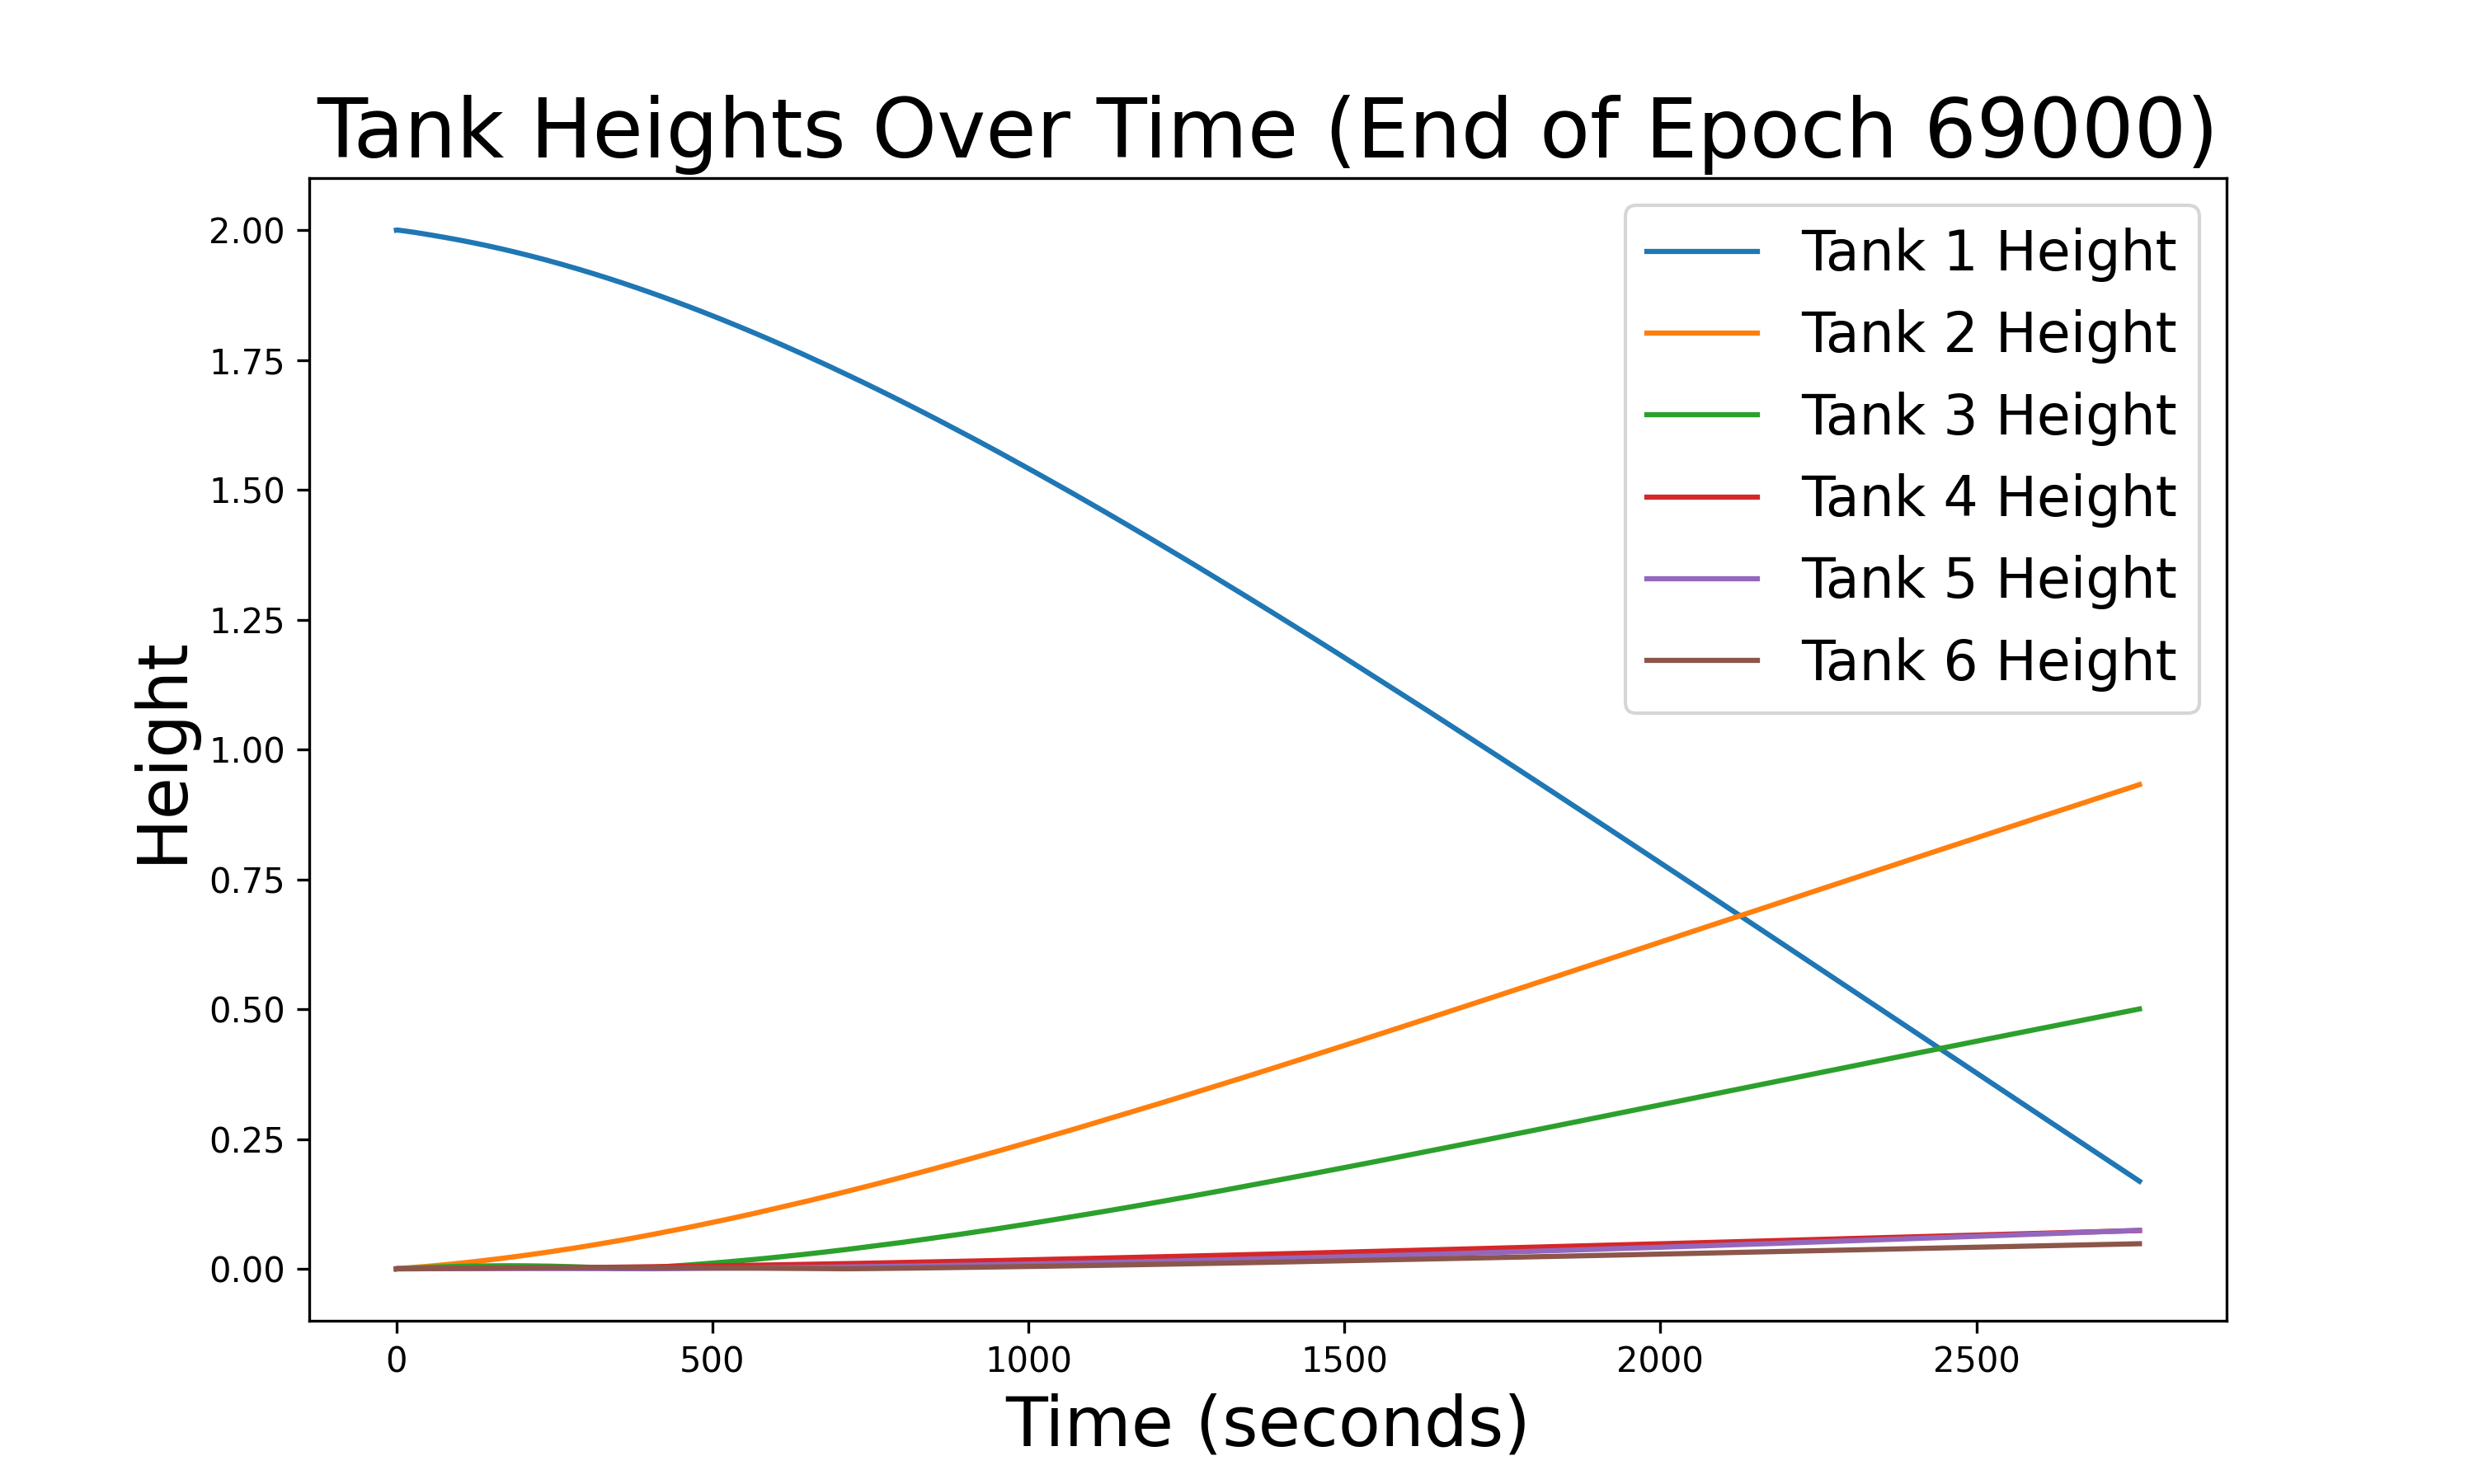 Tank Heights Over Time (End of Epoch 69000)
Tank 1 Height
Tank 2 Height
Tank 3 Height
Tank 4 Height
Tank 5 Height
Tank 6 Height
Height
2.00
1.75
1.50
1.25
1.00
0.75
0.50
0.25
0.00
0 500 1000 1500 2000 2500
Time (seconds)